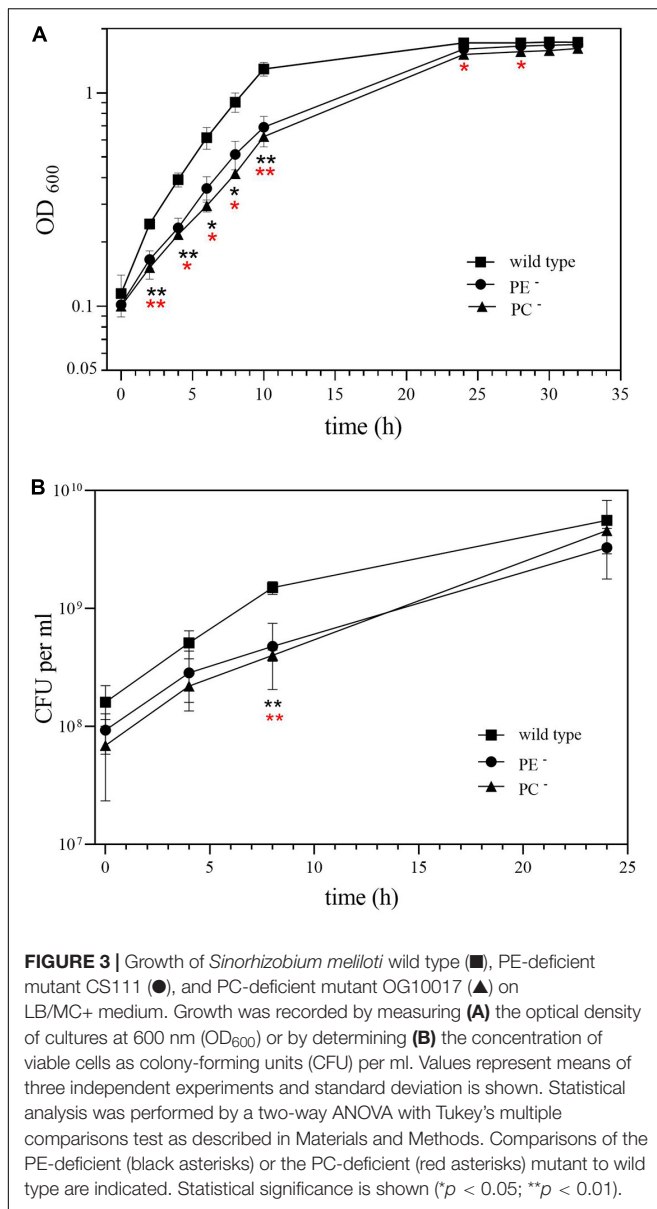 A
1
0.1
0.05
OD 600
** ** ** * * * * * ** ** * *
wild type
PE -
PC -
0 5 10 15 20 25 30 35
time (h)
B
10^10
10^9
10^8
10^7
CFU per ml
**
**
wild type
PE -
PC -
0 5 10 15 20 25
time (h)
FIGURE 3 | Growth of Sinorhizobium meliloti wild type (■), PE-deficient
mutant CS111 (●), and PC-deficient mutant OG10017 (▲) on
LB/MC+ medium. Growth was recorded by measuring (A) the optical density
of cultures at 600 nm (OD600) or by determining (B) the concentration of
viable cells as colony-forming units (CFU) per ml. Values represent means of
three independent experiments and standard deviation is shown. Statistical
analysis was performed by a two-way ANOVA with Tukey's multiple
comparisons test as described in Materials and Methods. Comparisons of the
PE-deficient (black asterisks) or the PC-deficient (red asterisks) mutant to wild
type are indicated. Statistical significance is shown (*p < 0.05; **p < 0.01).